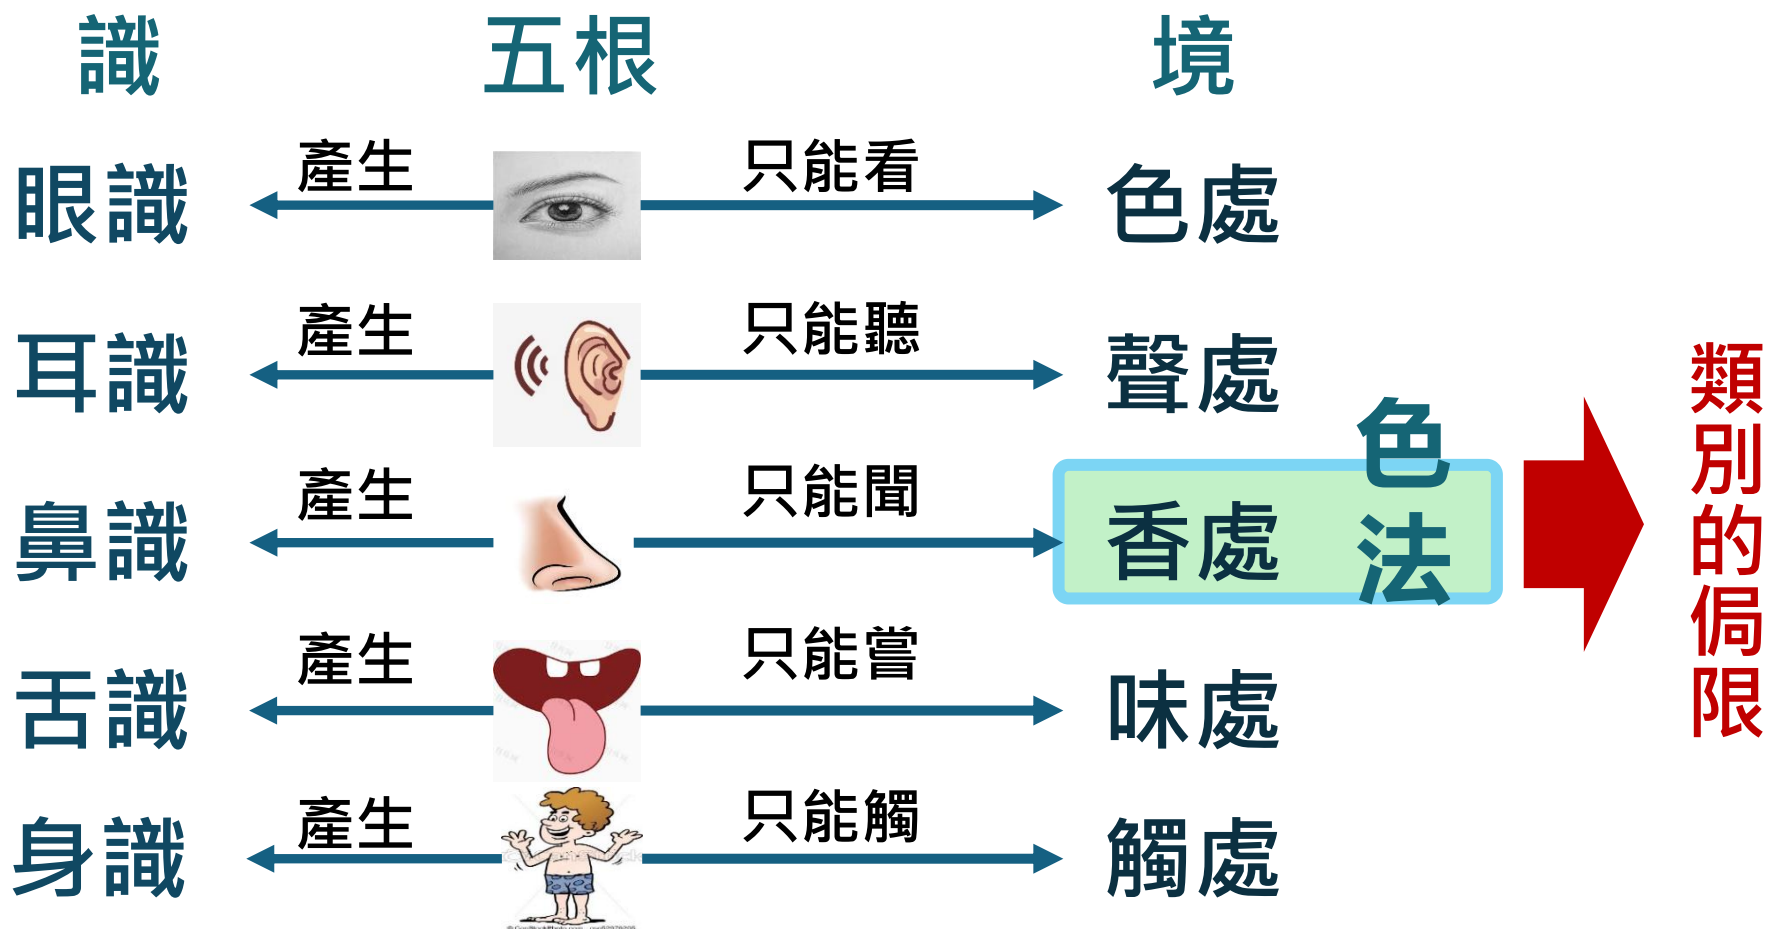 識 五根 境
眼識 產生 只能看 色處
耳識 產生 只能聽 聲處
鼻識 產生 只能聞 香處
舌識 產生 只能嘗 味處
身識 產生 只能觸 觸處
色法
類別的侷限